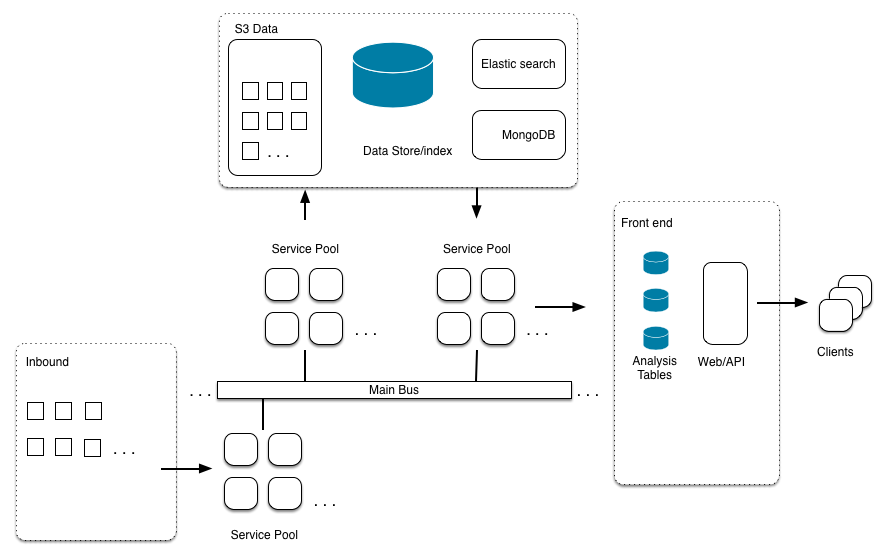 S3 Data
Elastic search
MongoDB
. . .
Data Store/index
Front end
Service Pool
Service Pool
. . .
. . .
Analysis
Tables
Web/API
Clients
Inbound
. . .
Main Bus
. . .
. . .
. . .
Service Pool